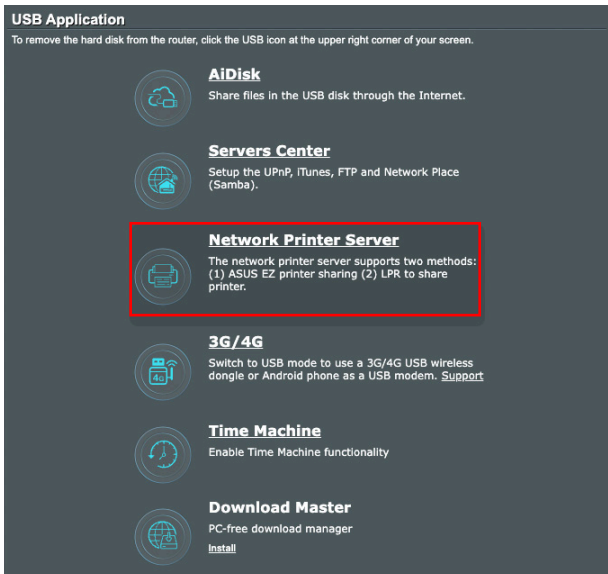 USB Application
To remove the hard disk from the router, click the USB icon at the upper right corner of your screen.
AiDisk
Share files in the USB disk through the Internet.
Servers Center
Setup the UPnP, iTunes, FTP and Network Place
(Samba).
Network Printer Server
The network printer server supports two methods:
(1) ASUS EZ printer sharing (2) LPR to share
printer.
3G/4G
4G
Switch to USB mode to use a 3G/4G USB wireless
dongle or Android phone as a USB modem. Support
Time Machine
Enable Time Machine functionality
Download Master
PC-free download manager
Install